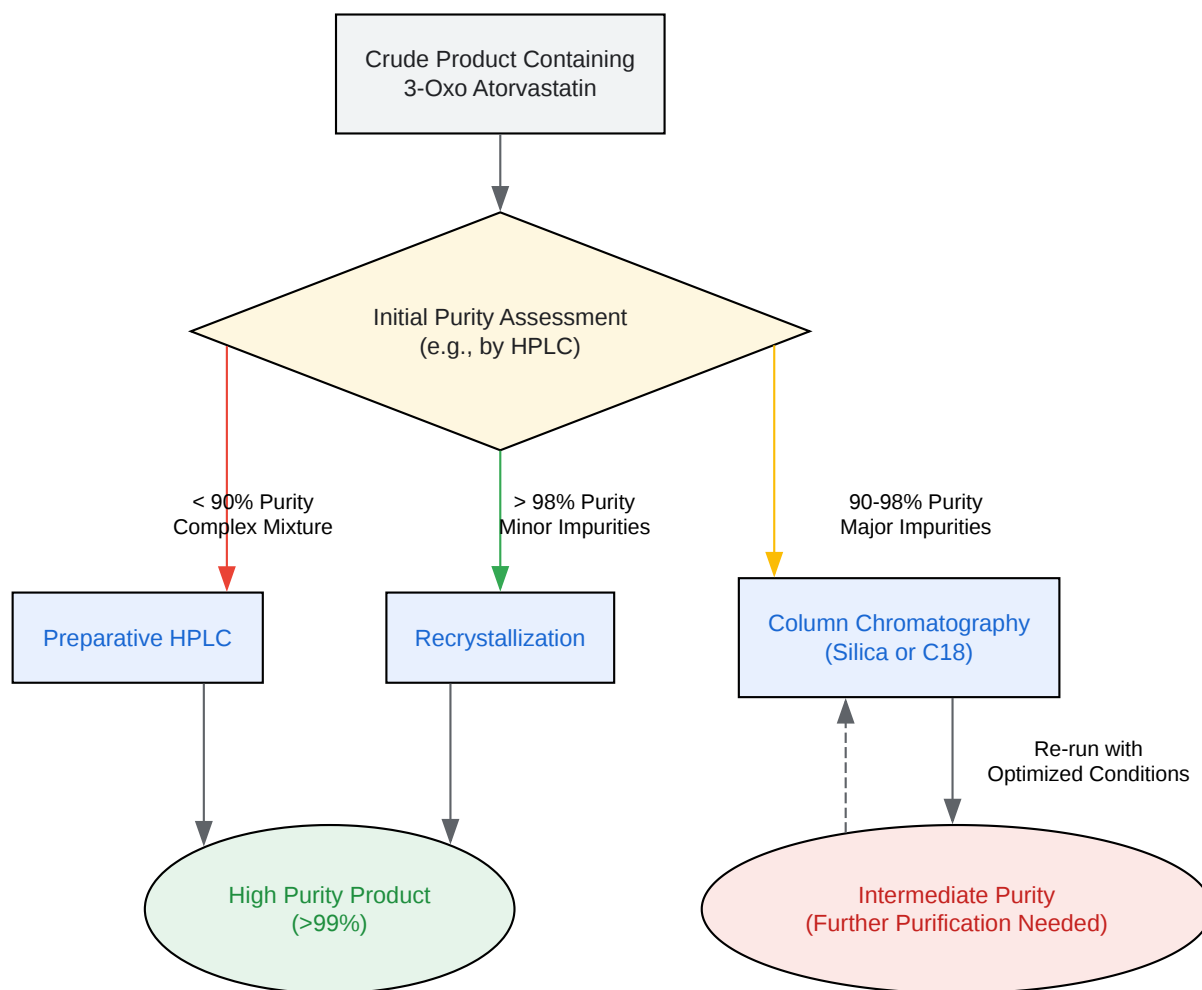 Crude Product Containing
3-Oxo Atorvastatin
Initial Purity Assessment
(e.g., by HPLC)
< 90% Purity
Complex Mixture
> 98% Purity
Minor Impurities
90-98% Purity
Major Impurities
Preparative HPLC
Recrystallization
Column Chromatography
(Silica or C18)
Re-run with
Optimized Conditions
High Purity Product
(>99%)
Intermediate Purity
(Further Purification Needed)